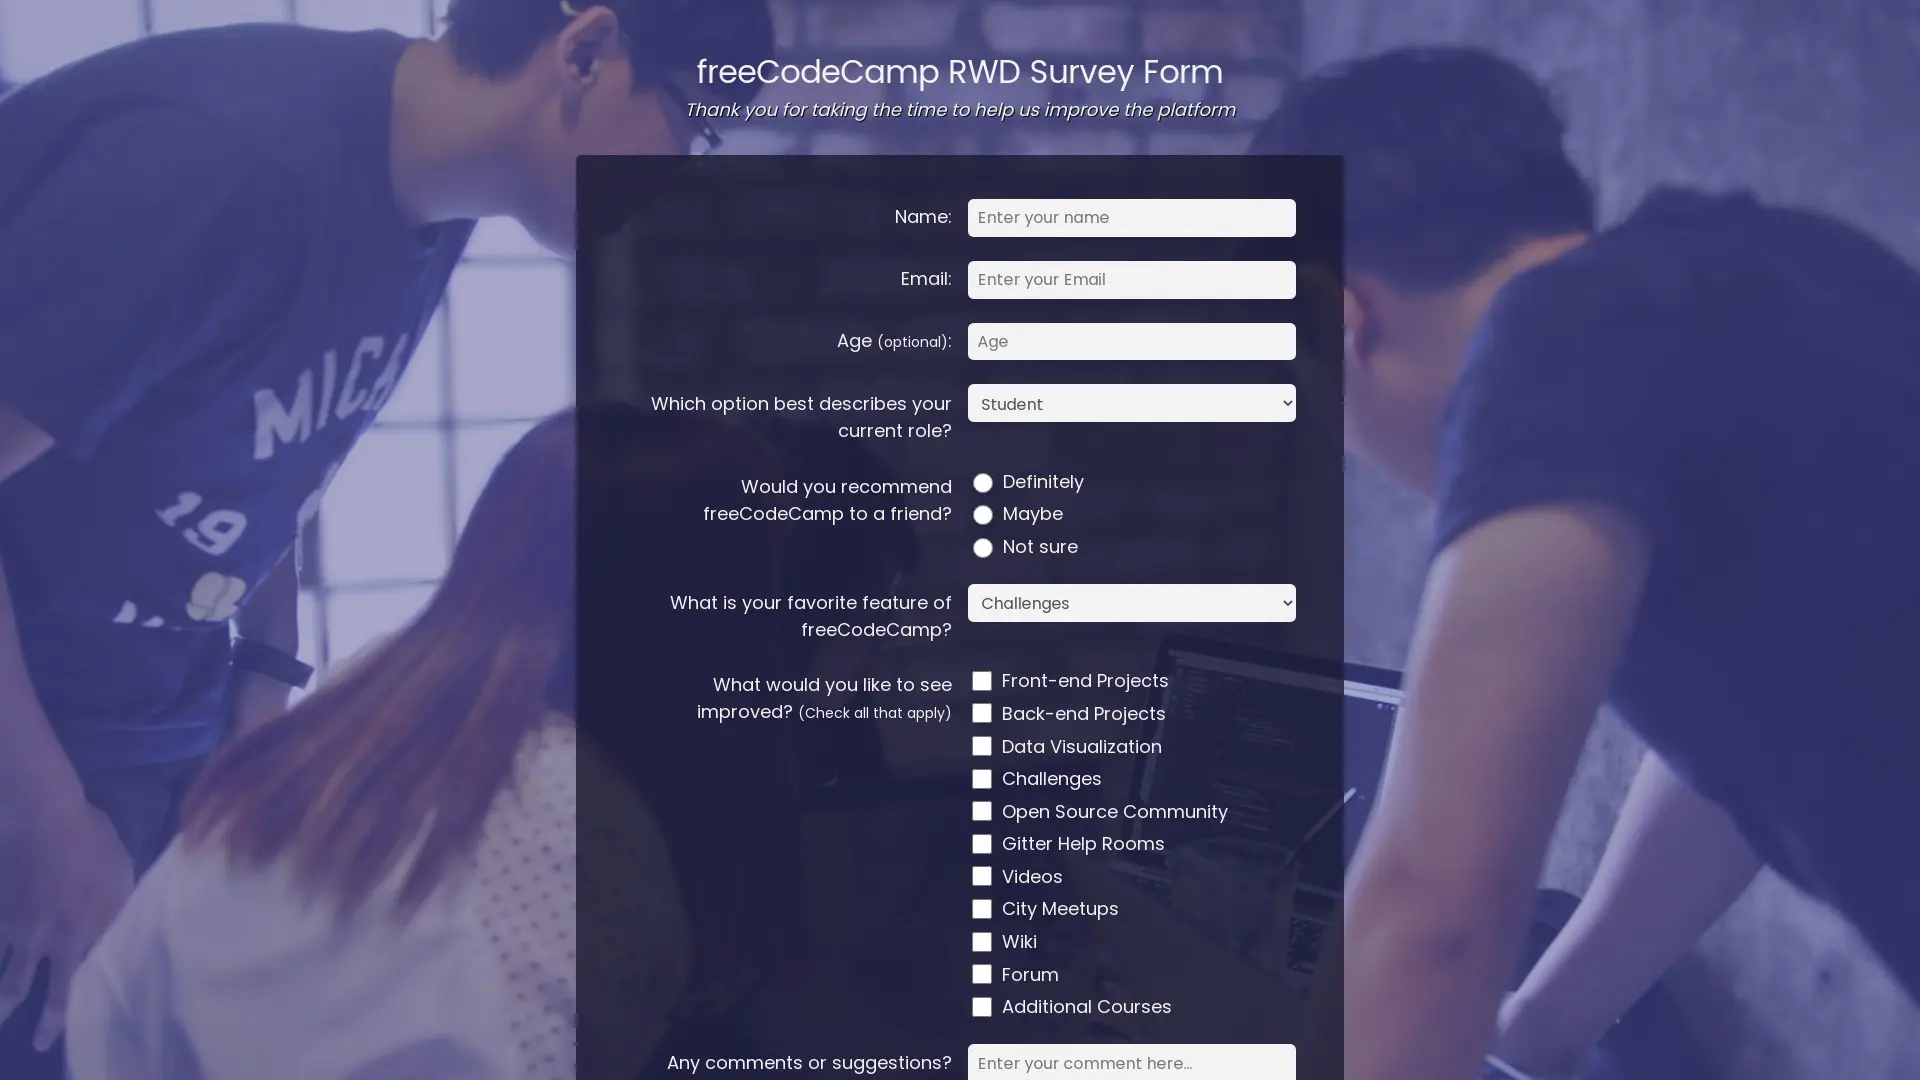 freeCodeCamp RWD Survey Form
Thank you for taking the time to help us improve the platform
Name:
Enter your name
Email:
Enter your Email
Age (optional):
Age
Which option best describes your
current role?
Student
Would you recommend
freeCodeCamp to a friend?
Definitely
Maybe
Not sure
What is your favorite feature of
freeCodeCamp?
Challenges
What would you like to see
improved? (Check all that apply)
Front-end Projects
Back-end Projects
Data Visualization
Challenges
Open Source Community
Gitter Help Rooms
Videos
City Meetups
Wiki
Forum
Additional Courses
Any comments or suggestions?
Enter your comment here...
19